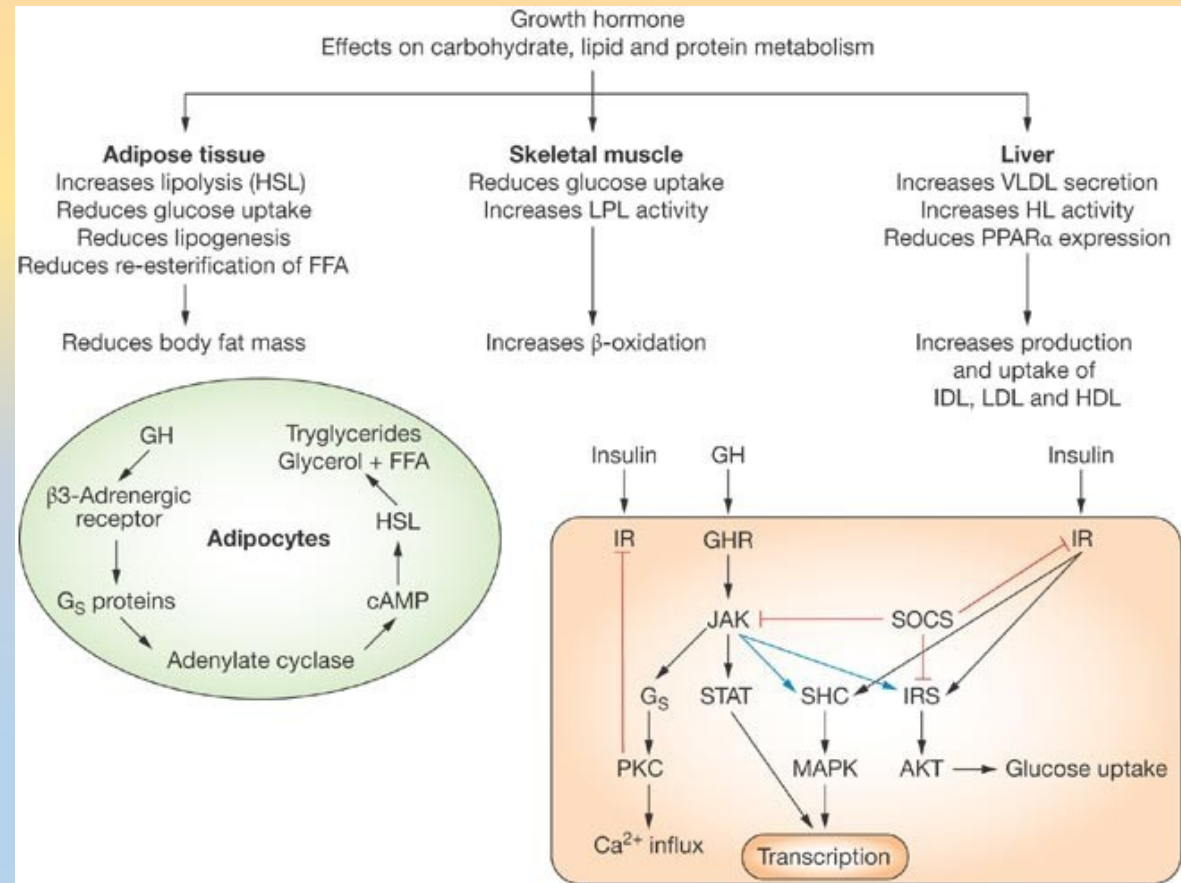 Growth hormone
Effects on carbohydrate, lipid and protein metabolism
Adipose tissue
Increases lipolysis (HSL)
Reduces glucose uptake
Reduces lipogenesis
Reduces re-esterification of FFA
Reduces body fat mass
Skeletal muscle
Reduces glucose uptake
Increases LPL activity
Increases β-oxidation
Liver
Increases VLDL secretion
Increases HL activity
Reduces PPARα expression
Increases production
and uptake of
IDL, LDL and HDL
GH
β3-Adrenergic
receptor
Gs proteins
Adenylate cyclase
cAMP
HSL
Tryglycerides
Glycerol + FFA
Adipocytes
Insulin
GH
Insulin
IR
GHR
IR
JAK
SOCS
Gs
STAT
SHC
IRS
PKC
MAPK
AKT
Glucose uptake
Ca²⁺ influx
Transcription